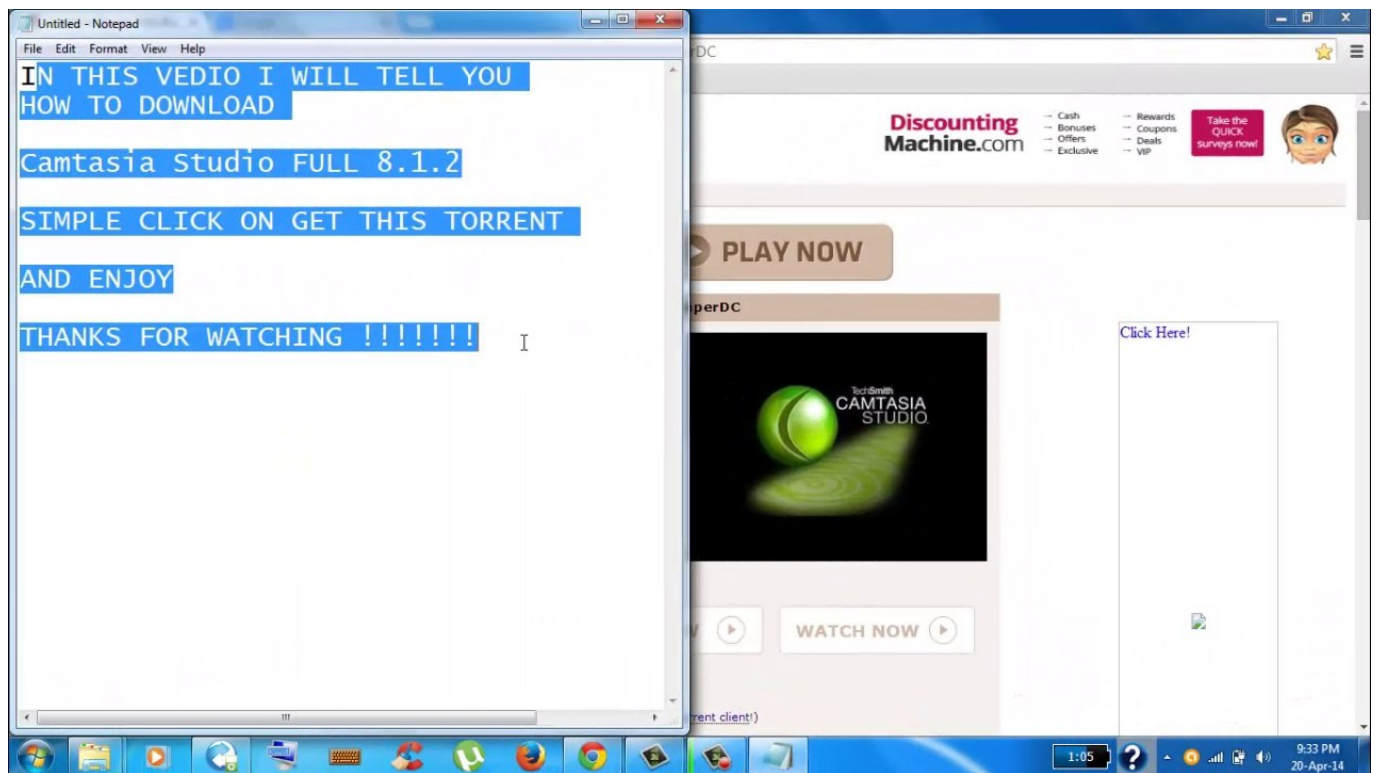 Untitled - Notepad
File Edit Format View Help
IN THIS VEDIO I WILL TELL YOU
HOW TO DOWNLOAD
Camtasia Studio FULL 8.1.2
SIMPLE CLICK ON GET THIS TORRENT
AND ENJOY
THANKS FOR WATCHING !!!!!!!
DC
Discounting
Machine.com
Cash
Bonuses
Offers
Exclusive
Rewards
Coupons
Deals
VIP
Take the
QUICK
surveys now!
PLAY NOW
perDC
TechSmith
CAMTASIA
STUDIO
Click Here!
WATCH NOW
rent client!)
1:05
9:33 PM
20-Apr-14